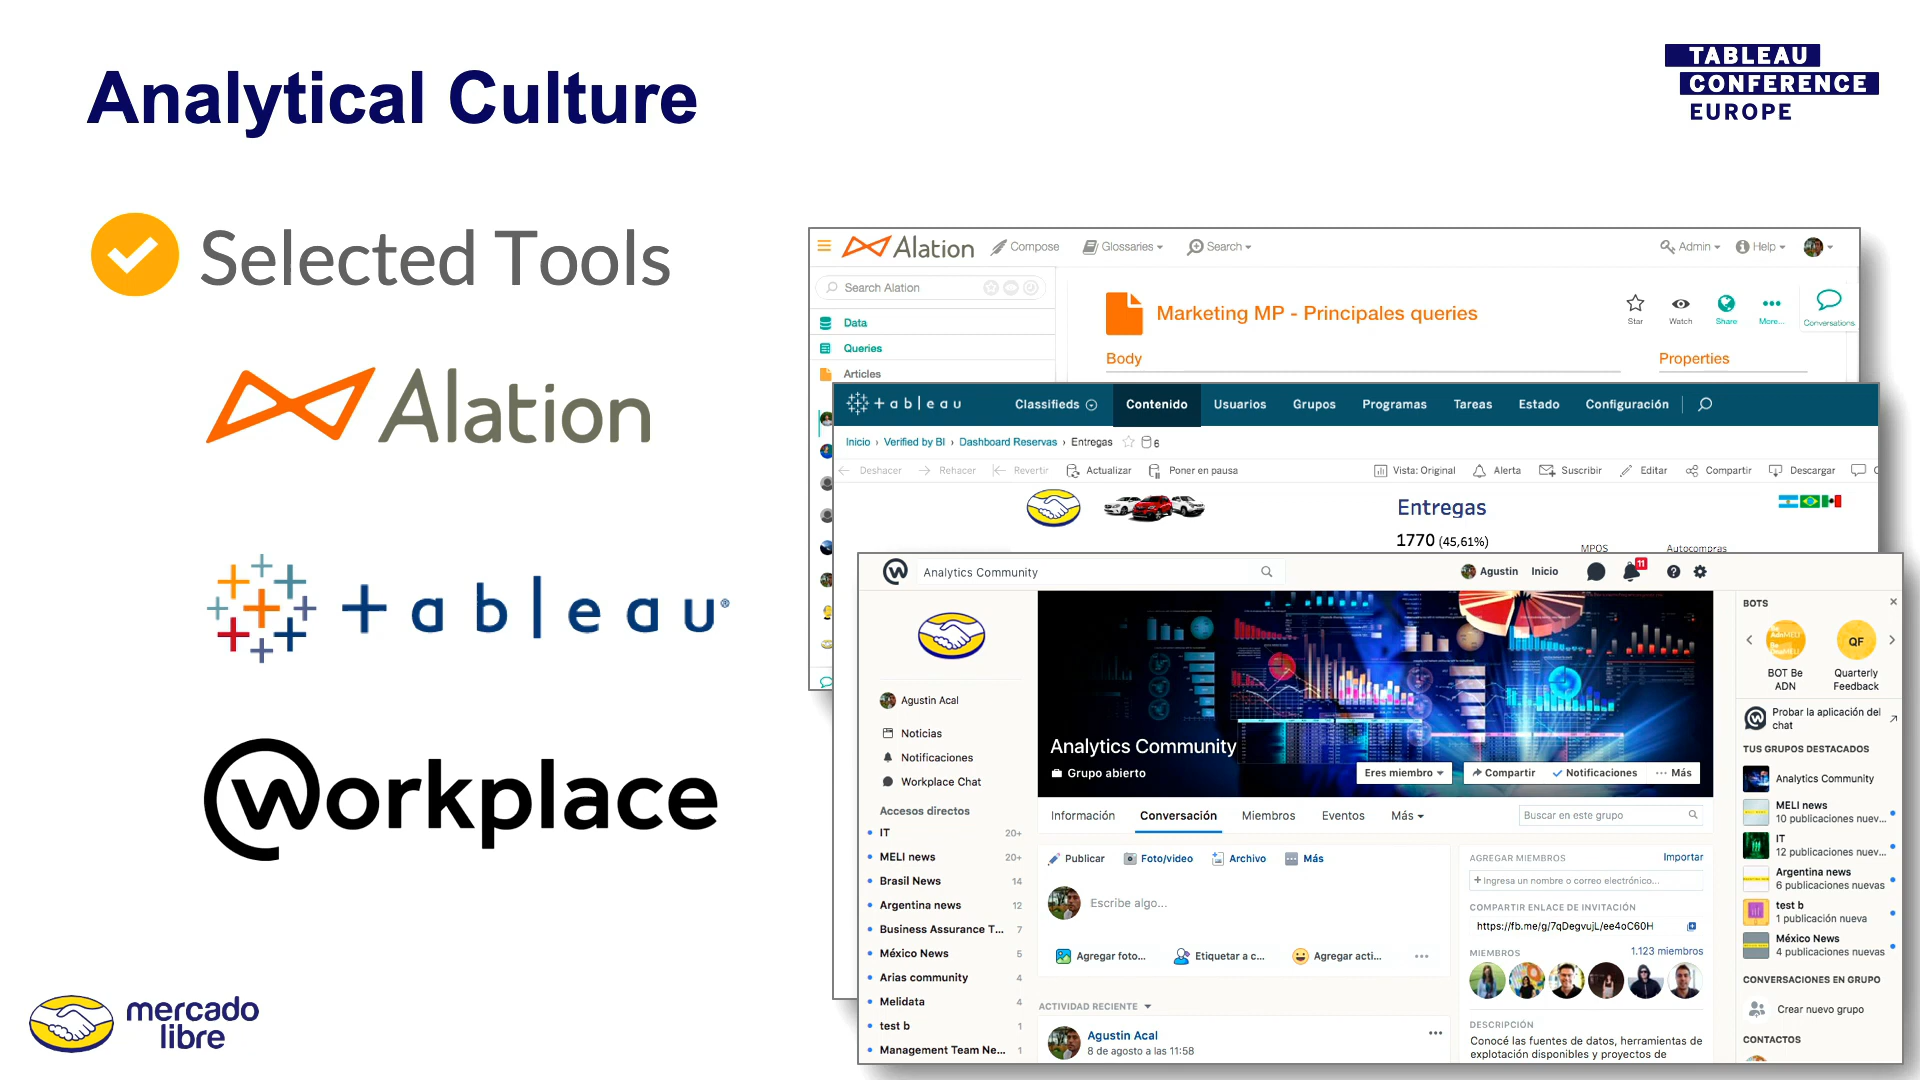 Analytical Culture
TABLEAU
CONFERENCE
EUROPE
Selected Tools
Alation
+ableau®
Workplace
mercado
libre
Alation
Compose
Glossaries
Search
Admin
Help
Search Alation
Data
Queries
Articles
Marketing MP - Principales queries
Star
Watch
Share
More...
Conversations
Body
Properties
+ableau
Classifieds
Contenido
Usuarios
Grupos
Programas
Tareas
Estado
Configuración
Inicio › Verified by BI › Dashboard Reservas › Entregas
6
Deshacer
Rehacer
Revertir
Actualizar
Poner en pausa
Vista: Original
Alerta
Suscribir
Editar
Compartir
Descargar
Entregas
1770 (45,61%)
MPOS
Autocompras
Analytics Community
Agustin
Inicio
11
Agustin Acal
Noticias
Notificaciones
Workplace Chat
Accesos directos
IT 20+
MELI news 20+
Brasil News 14
Argentina news 12
Business Assurance T... 7
México News 5
Arias community 4
Melidata 4
test b 1
Management Team Ne... 1
Analytics Community
Grupo abierto
Eres miembro
Compartir
Notificaciones
Más
Información
Conversación
Miembros
Eventos
Más
Buscar en este grupo
Publicar
Foto/video
Archivo
Más
Escribe algo...
Agregar foto...
Etiquetar a c...
Agregar acti...
ACTIVIDAD RECIENTE
Agustin Acal
8 de agosto a las 11:58
AGREGAR MIEMBROS
Importar
+ Ingresa un nombre o correo electrónico...
COMPARTIR ENLACE DE INVITACIÓN
https://fb.me/g/7qDegvujL/ee4oC60H
MIEMBROS
1.123 miembros
DESCRIPCIÓN
Conocé las fuentes de datos, herramientas de
explotación disponibles y proyectos de
BOTS
QF
BOT Be
ADN
Quarterly
Feedback
Probar la aplicación del
chat
TUS GRUPOS DESTACADOS
Analytics Community
MELI news
10 publicaciones nuev...
IT
12 publicaciones nuev...
Argentina news
6 publicaciones nuevas
test b
1 publicación nueva
México News
4 publicaciones nuevas
CONVERSACIONES EN GRUPO
Crear nuevo grupo
CONTACTOS